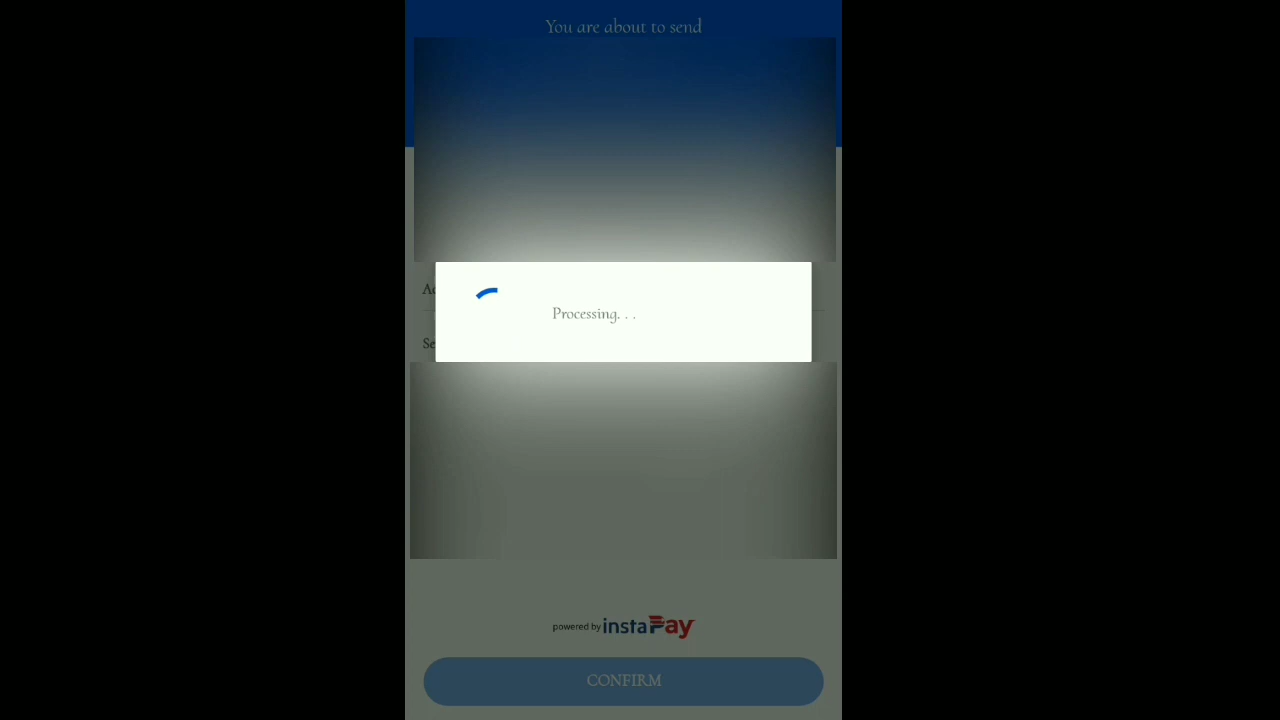 You are about to send
Processing. . .
powered by instaPay
CONFIRM